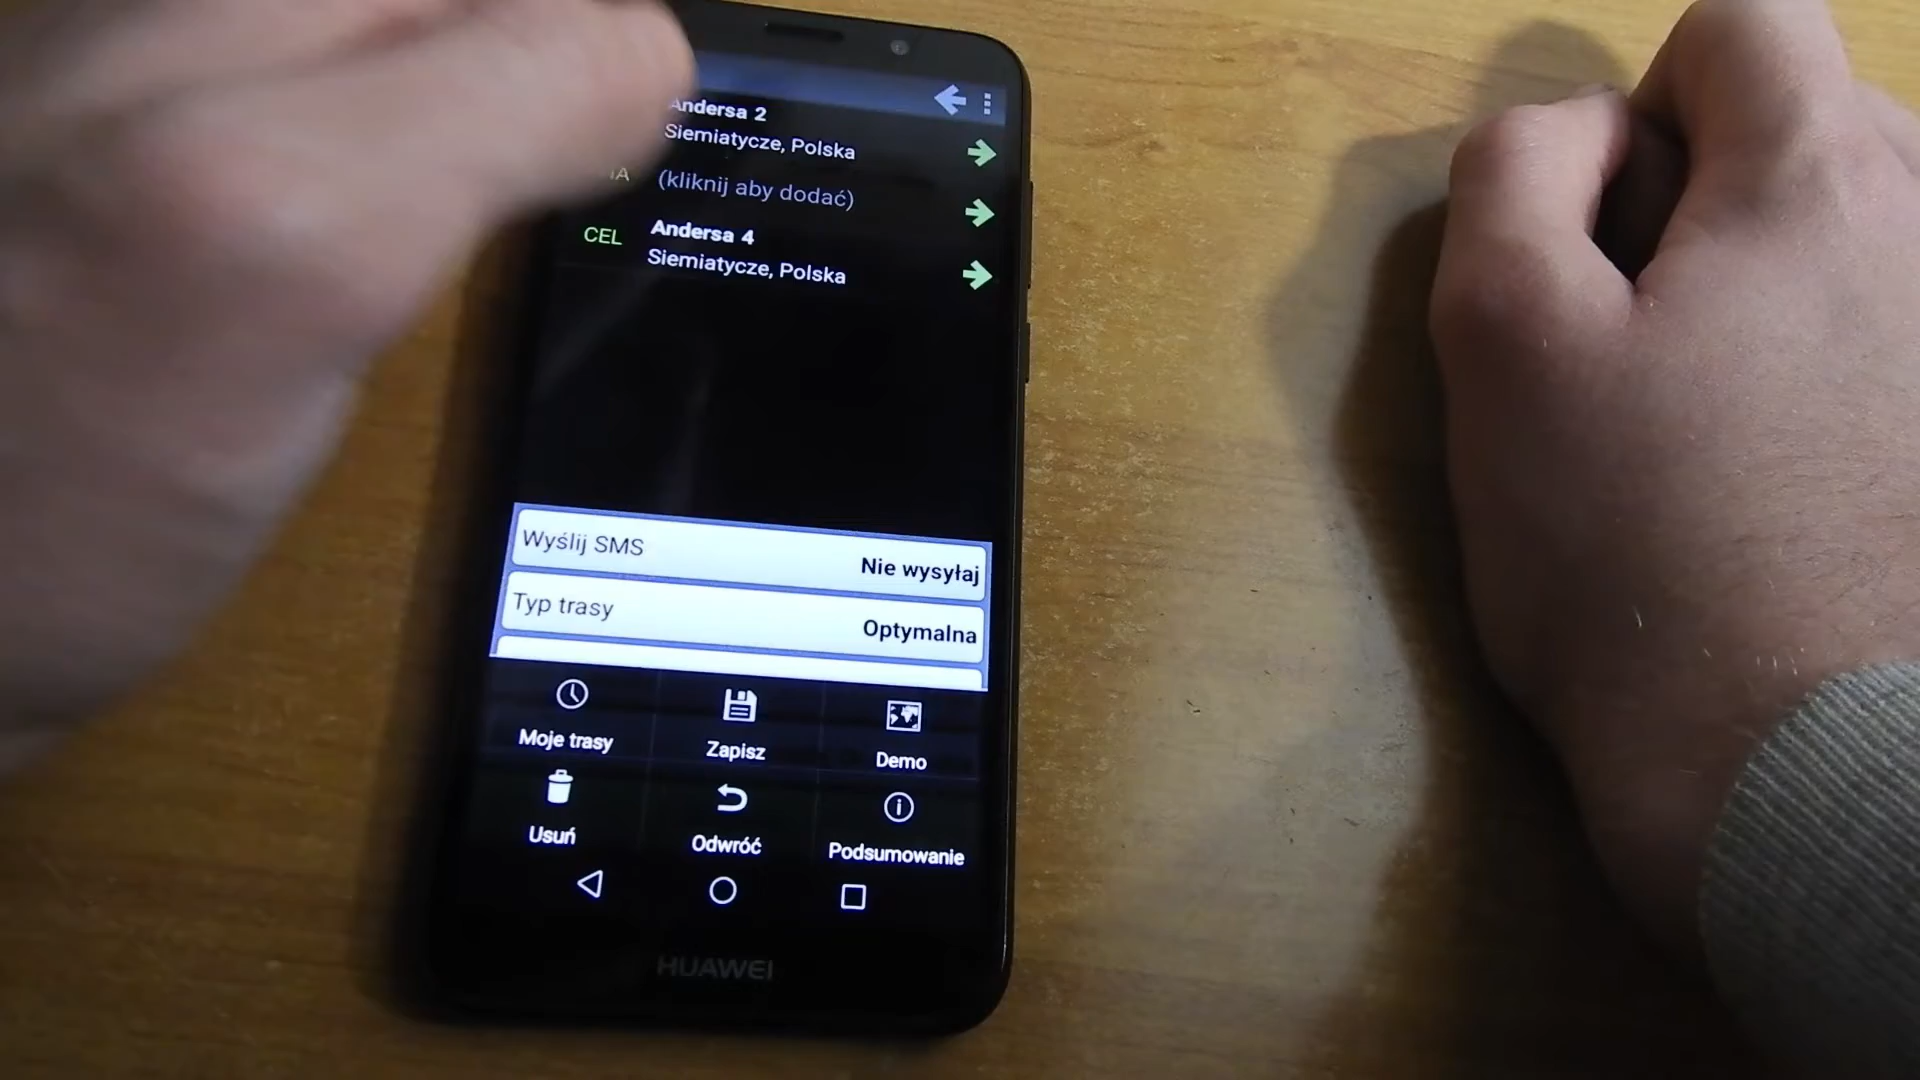 Andersa 2
Siemiatycze, Polska
(kliknij aby dodać)
CEL
Andersa 4
Siemiatycze, Polska
Wyślij SMS
Nie wysyłaj
Typ trasy
Optymalna
Moje trasy
Zapisz
Demo
Usuń
Odwróć
Podsumowanie
HUAWEI